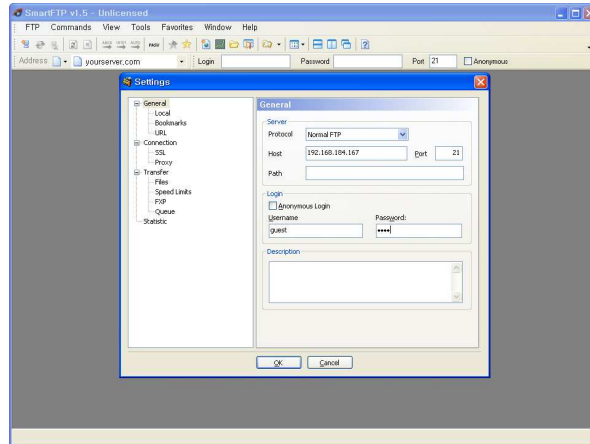 SmartFTP v1.5 - Unlicensed
FTP Commands View Tools Favorites Window Help
Address yourserver.com Login Password Port 21 Anonymous
Settings
General
Local
Bookmarks
URL
Connection
SSL
Proxy
Transfer
Files
Speed Limits
FXP
Queue
Statistic
General
Server
Protocol Normal FTP
Host 192.168.184.167 Port 21
Path
Login
Anonymous Login
Username Password:
guest ••••
Description
OK Cancel